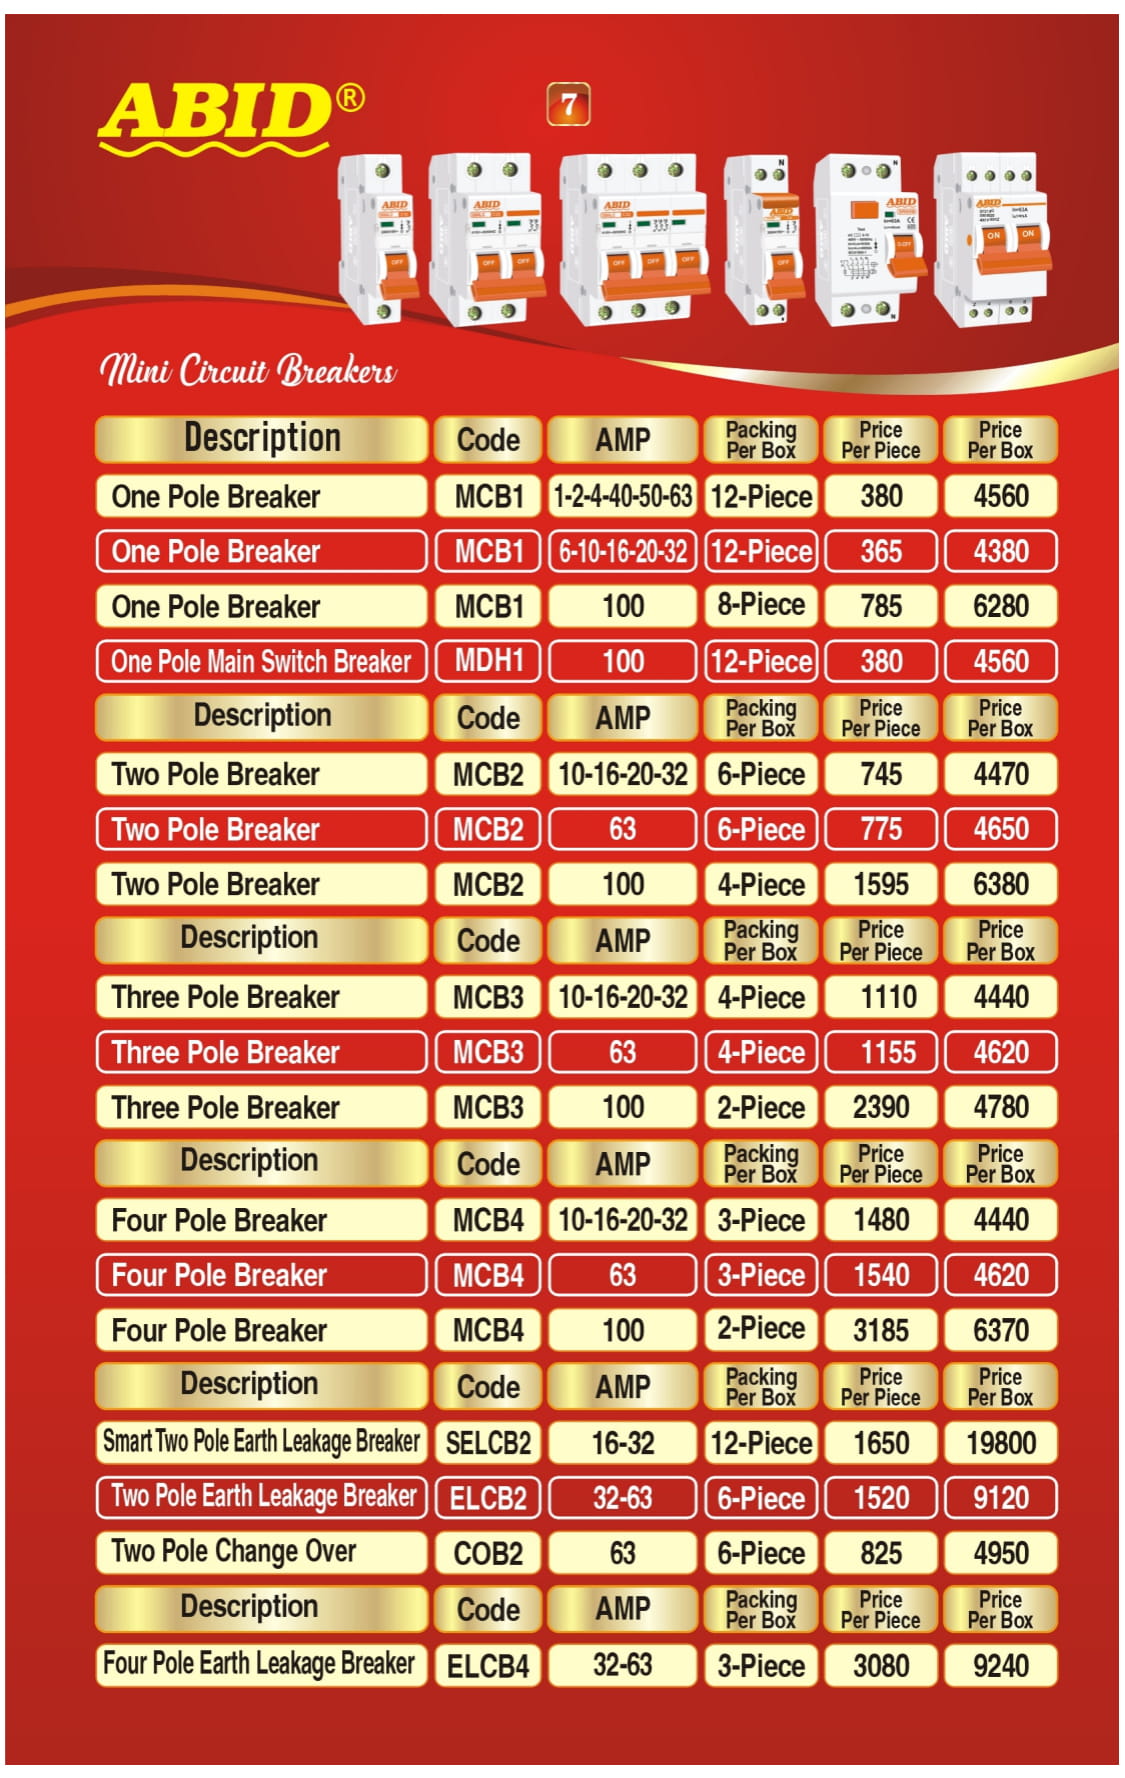 ABID®
7
Mini Circuit Breakers
Description Code AMP Packing Per Box Price Per Piece Price Per Box
One Pole Breaker MCB1 1-2-4-40-50-63 12-Piece 380 4560
One Pole Breaker MCB1 6-10-16-20-32 12-Piece 365 4380
One Pole Breaker MCB1 100 8-Piece 785 6280
One Pole Main Switch Breaker MDH1 100 12-Piece 380 4560
Description Code AMP Packing Per Box Price Per Piece Price Per Box
Two Pole Breaker MCB2 10-16-20-32 6-Piece 745 4470
Two Pole Breaker MCB2 63 6-Piece 775 4650
Two Pole Breaker MCB2 100 4-Piece 1595 6380
Description Code AMP Packing Per Box Price Per Piece Price Per Box
Three Pole Breaker MCB3 10-16-20-32 4-Piece 1110 4440
Three Pole Breaker MCB3 63 4-Piece 1155 4620
Three Pole Breaker MCB3 100 2-Piece 2390 4780
Description Code AMP Packing Per Box Price Per Piece Price Per Box
Four Pole Breaker MCB4 10-16-20-32 3-Piece 1480 4440
Four Pole Breaker MCB4 63 3-Piece 1540 4620
Four Pole Breaker MCB4 100 2-Piece 3185 6370
Description Code AMP Packing Per Box Price Per Piece Price Per Box
Smart Two Pole Earth Leakage Breaker SELCB2 16-32 12-Piece 1650 19800
Two Pole Earth Leakage Breaker ELCB2 32-63 6-Piece 1520 9120
Two Pole Change Over COB2 63 6-Piece 825 4950
Description Code AMP Packing Per Box Price Per Piece Price Per Box
Four Pole Earth Leakage Breaker ELCB4 32-63 3-Piece 3080 9240